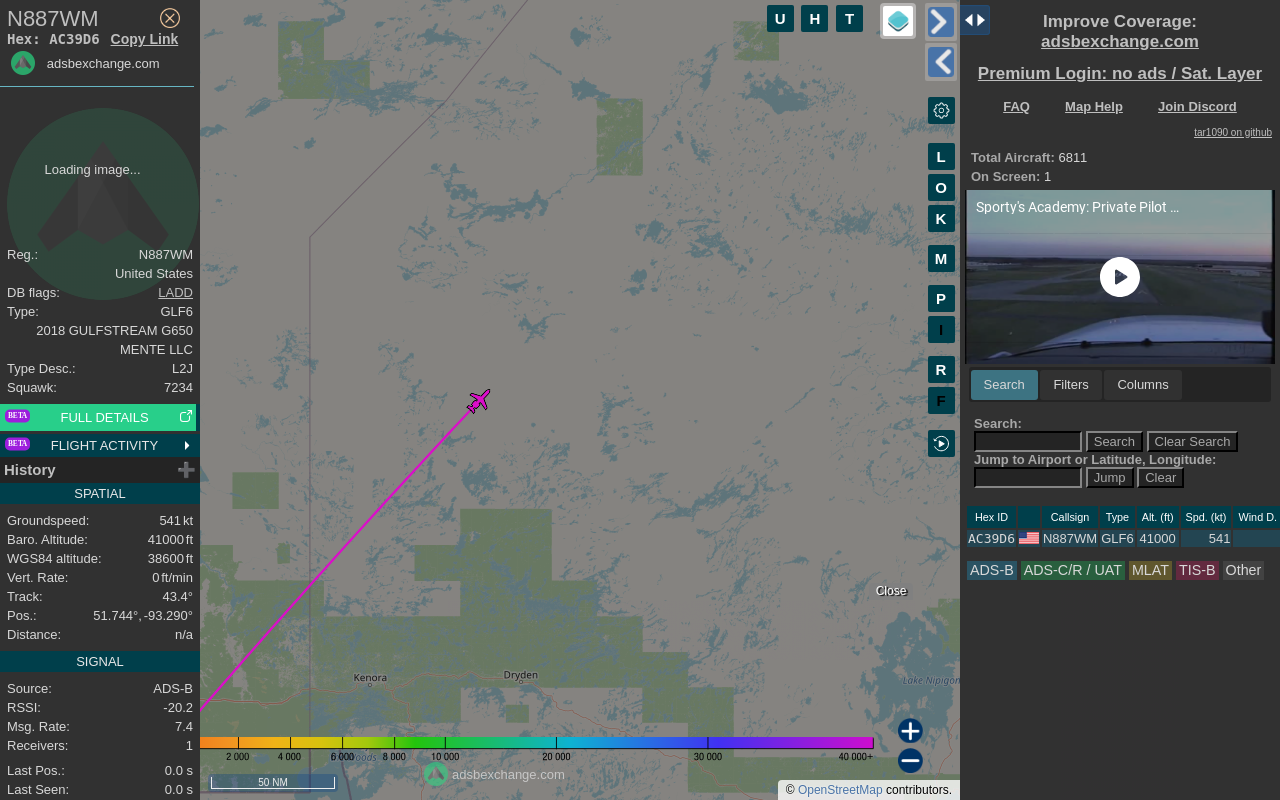 N887WM
Hex: AC39D6 Copy Link
adsbexchange.com
Loading image...
Reg.: N887WM
United States
DB flags: LADD
Type: GLF6
2018 GULFSTREAM G650
MENTE LLC
Type Desc.: L2J
Squawk: 7234
BETA FULL DETAILS
BETA FLIGHT ACTIVITY
History
SPATIAL
Groundspeed: 541 kt
Baro. Altitude: 41000 ft
WGS84 altitude: 38600 ft
Vert. Rate: 0 ft/min
Track: 43.4°
Pos.: 51.744°, -93.290°
Distance: n/a
SIGNAL
Source: ADS-B
RSSI: -20.2
Msg. Rate: 7.4
Receivers: 1
Last Pos.: 0.0 s
Last Seen: 0.0 s
U H T
L
O
K
M
P
I
R
F
Close
Kenora
Dryden
Lake Nipigon
2 000 4 000 6 000 8 000 10 000 20 000 30 000 40 000+
50 NM
adsbexchange.com
© OpenStreetMap contributors.
Improve Coverage:
adsbexchange.com
Premium Login: no ads / Sat. Layer
FAQ Map Help Join Discord
tar1090 on github
Total Aircraft: 6811
On Screen: 1
Sporty's Academy: Private Pilot ...
Search Filters Columns
Search:
Search Clear Search
Jump to Airport or Latitude, Longitude:
Jump Clear
Hex ID Callsign Type Alt. (ft) Spd. (kt) Wind D.
AC39D6 N887WM GLF6 41000 541
ADS-B ADS-C/R / UAT MLAT TIS-B Other